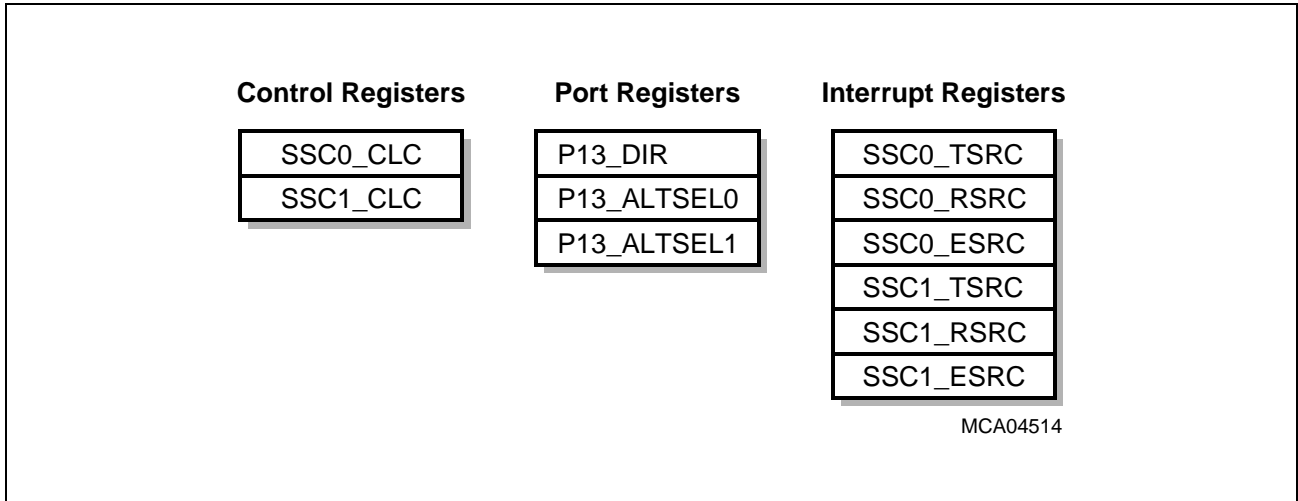 Control Registers
SSC0_CLC
SSC1_CLC
Port Registers
P13_DIR
P13_ALTSEL0
P13_ALTSEL1
Interrupt Registers
SSC0_TSRC
SSC0_RSRC
SSC0_ESRC
SSC1_TSRC
SSC1_RSRC
SSC1_ESRC
MCA04514